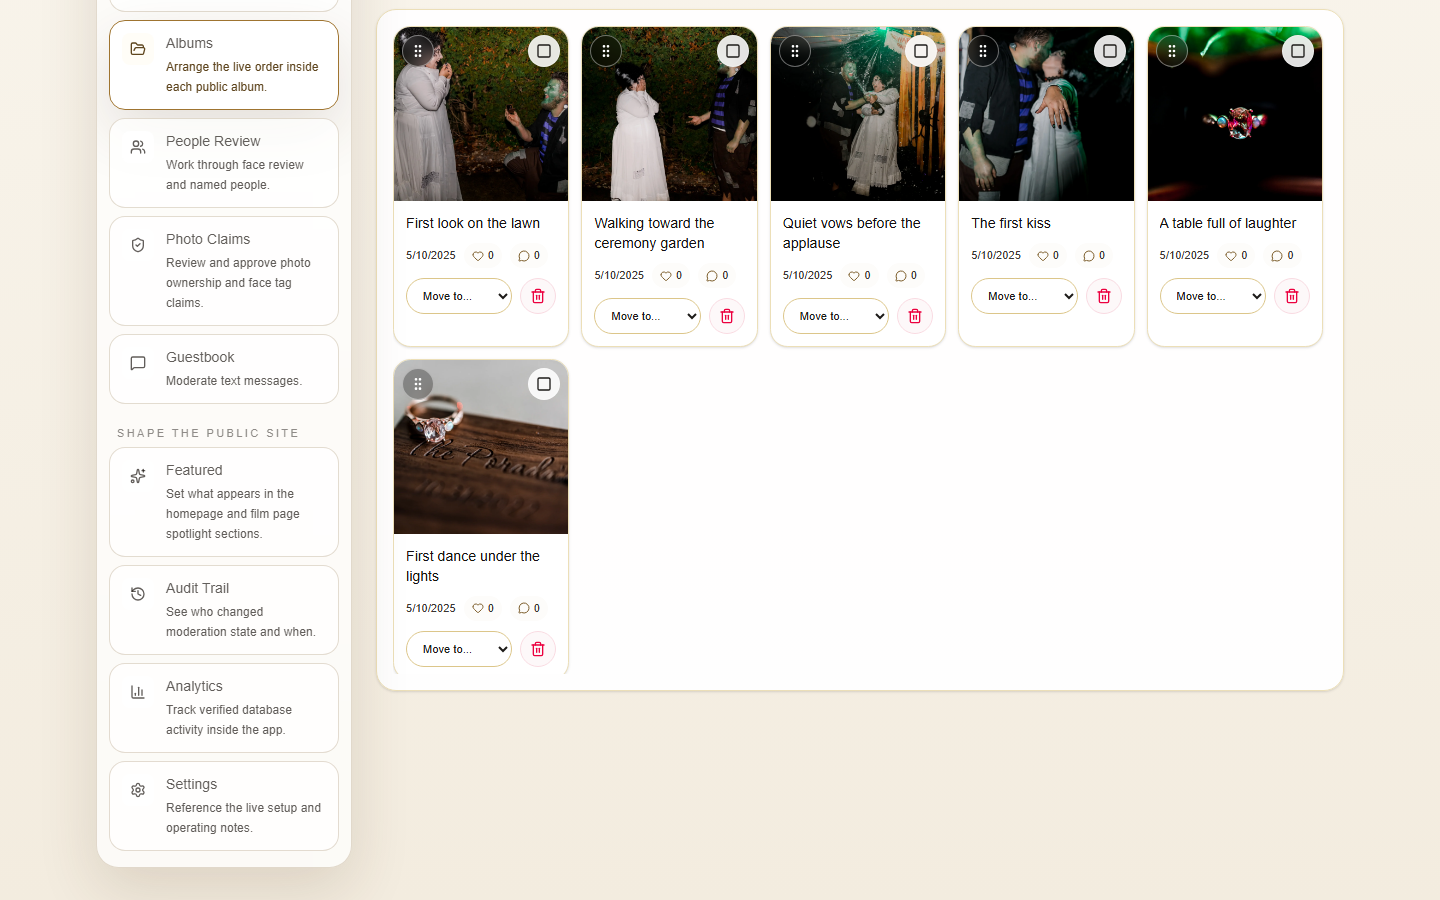 Albums
Arrange the live order inside
each public album.
People Review
Work through face review
and named people.
Photo Claims
Review and approve photo
ownership and face tag
claims.
Guestbook
Moderate text messages.
SHAPE THE PUBLIC SITE
Featured
Set what appears in the
homepage and film page
spotlight sections.
Audit Trail
See who changed
moderation state and when.
Analytics
Track verified database
activity inside the app.
Settings
Reference the live setup and
operating notes.
First look on the lawn
5/10/2025 0 0
Move to...
Walking toward the
ceremony garden
5/10/2025 0 0
Move to...
Quiet vows before the
applause
5/10/2025 0 0
Move to...
The first kiss
5/10/2025 0 0
Move to...
A table full of laughter
5/10/2025 0 0
Move to...
The
First dance under the
lights
5/10/2025 0 0
Move to...